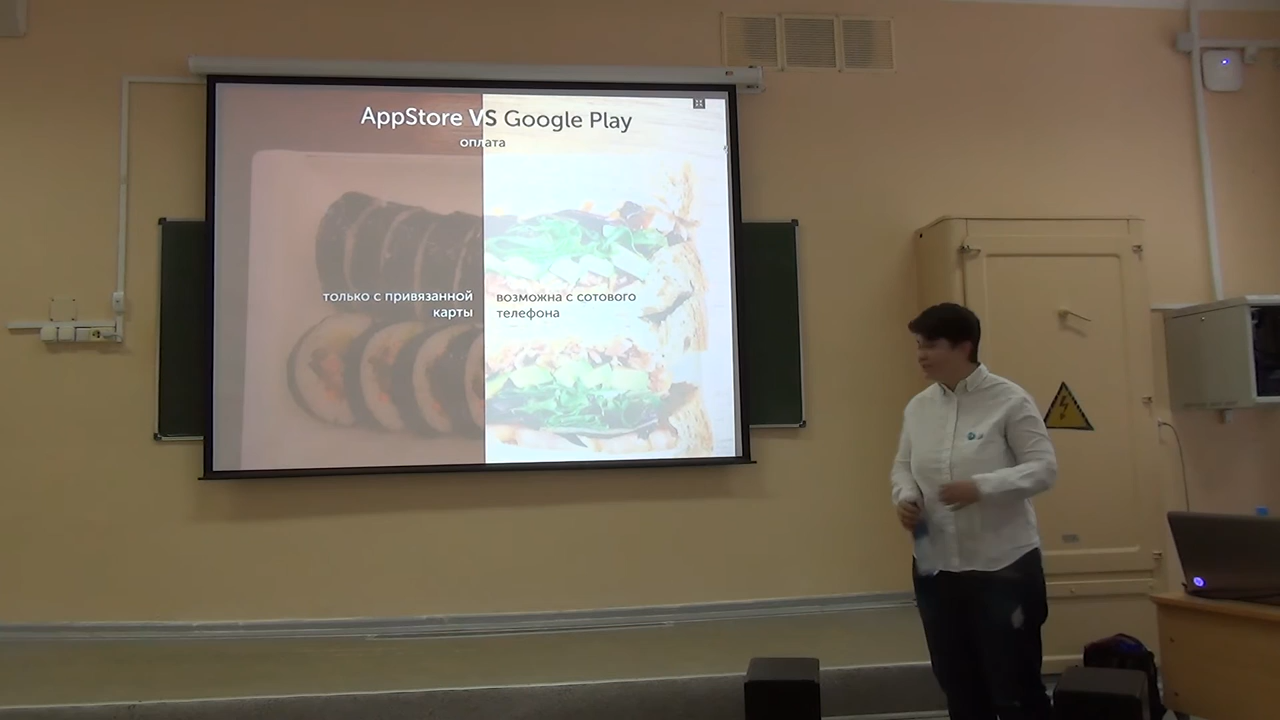 AppStore VS Google Play
оплата
только с привязанной
карты
возможна с сотового
телефона